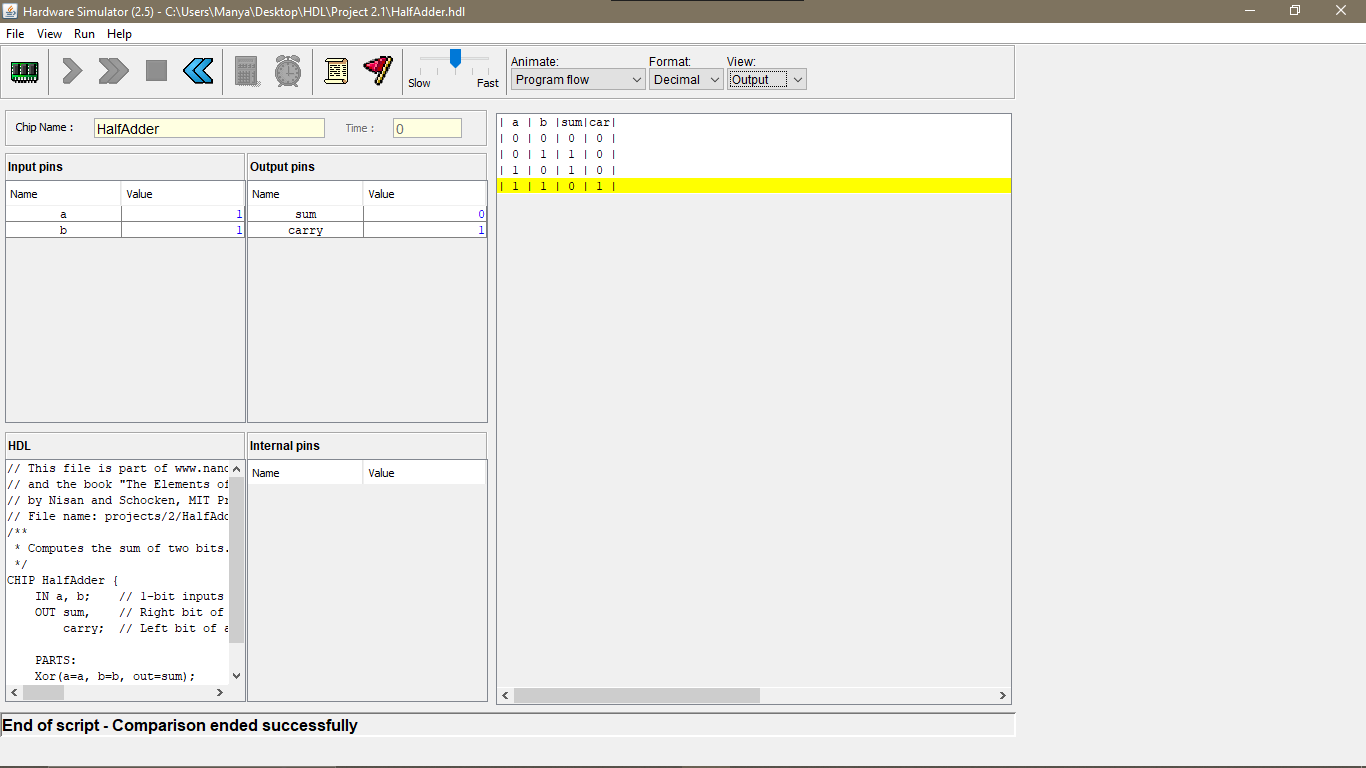 Hardware Simulator (2.5) - C:\Users\Manya\Desktop\HDL\Project 2.1\HalfAdder.hdl
File View Run Help
Slow Fast
Animate: Format: View:
Program flow Decimal Output
Chip Name : HalfAdder Time : 0
Input pins
Name Value
a 1
b 1
Output pins
Name Value
sum 0
carry 1
HDL
// This file is part of www.nand
// and the book "The Elements of
// by Nisan and Schocken, MIT Pr
// File name: projects/2/HalfAdd
/**
* Computes the sum of two bits.
*/
CHIP HalfAdder {
IN a, b; // 1-bit inputs
OUT sum, // Right bit of
carry; // Left bit of a
PARTS:
Xor(a=a, b=b, out=sum);
Internal pins
Name Value
| a | b |sum|car|
| 0 | 0 | 0 | 0 |
| 0 | 1 | 1 | 0 |
| 1 | 0 | 1 | 0 |
| 1 | 1 | 0 | 1 |
End of script - Comparison ended successfully